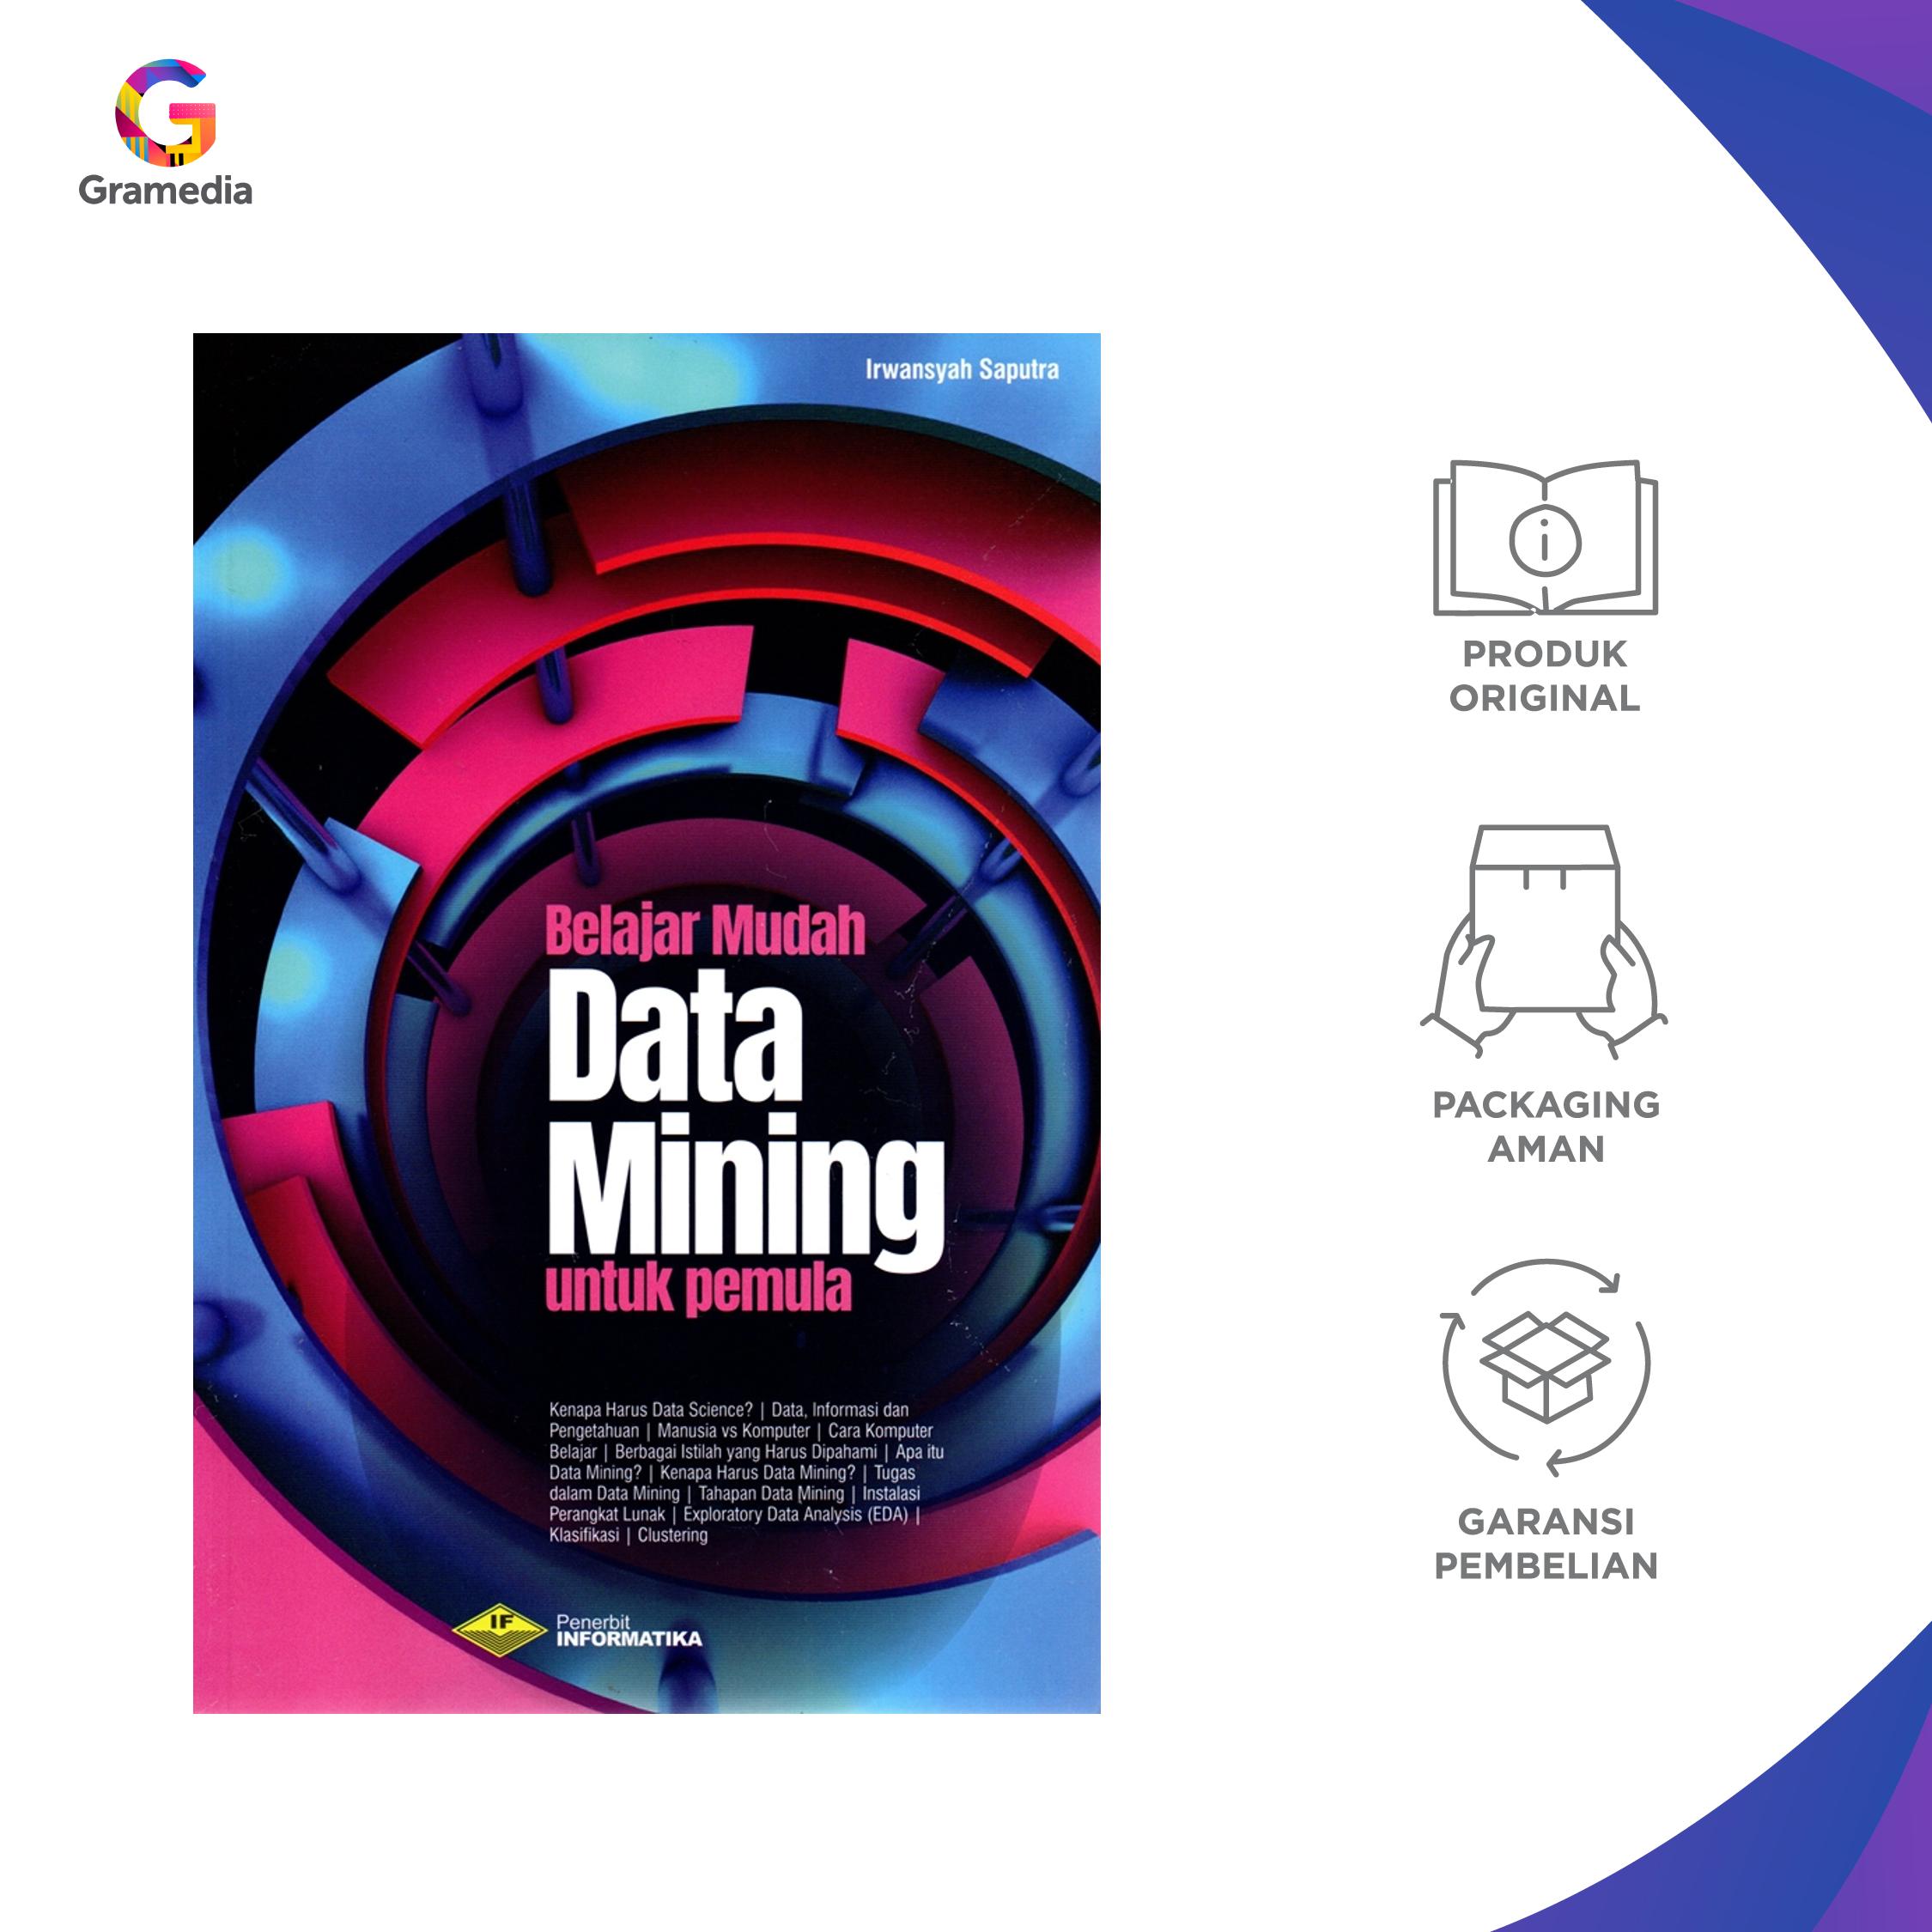 Gramedia
Irwansyah Saputra
Belajar Mudah
Data
Mining
untuk pemula
Kenapa Harus Data Science? | Data, Informasi dan
Pengetahuan | Manusia vs Komputer | Cara Komputer
Belajar | Berbagai Istilah yang Harus Dipahami | Apa itu
Data Mining? | Kenapa Harus Data Mining? | Tugas
dalam Data Mining | Tahapan Data Mining | Instalasi
Perangkat Lunak | Exploratory Data Analysis (EDA) |
Klasifikasi | Clustering
IF
Penerbit
INFORMATIKA
PRODUK
ORIGINAL
PACKAGING
AMAN
GARANSI
PEMBELIAN